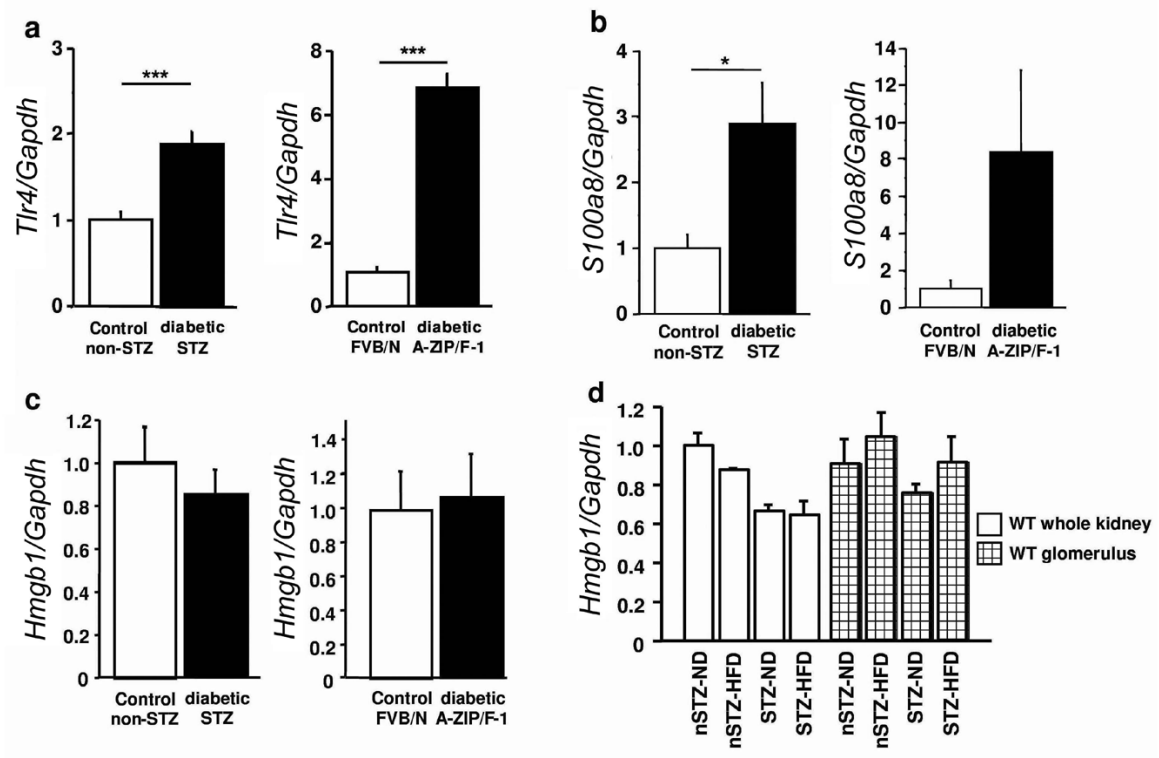 a
Tlr4/Gapdh
3
2
1
0
***
Control
non-STZ
diabetic
STZ
Tlr4/Gapdh
8
6
4
2
0
***
Control
FVB/N
diabetic
A-ZIP/F-1
b
S100a8/Gapdh
4
3
2
1
0
*
Control
non-STZ
diabetic
STZ
S100a8/Gapdh
14
12
10
8
6
4
2
0
Control
FVB/N
diabetic
A-ZIP/F-1
c
Hmgb1/Gapdh
1.2
1.0
0.8
0.6
0.4
0.2
0
Control
non-STZ
diabetic
STZ
Hmgb1/Gapdh
1.4
1.2
1.0
0.8
0.6
0.4
0.2
0
Control
FVB/N
diabetic
A-ZIP/F-1
d
Hmgb1/Gapdh
1.2
1.0
0.8
0.6
0.4
0.2
0
nSTZ-ND
nSTZ-HFD
STZ-ND
STZ-HFD
nSTZ-ND
nSTZ-HFD
STZ-ND
STZ-HFD
WT whole kidney
WT glomerulus